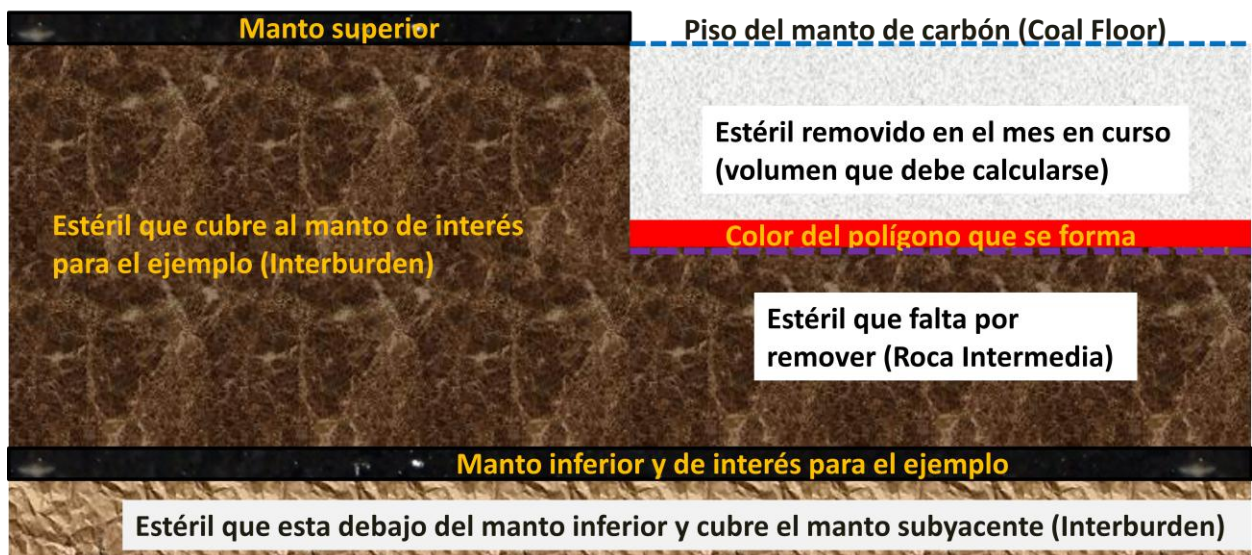 Manto superior
Piso del manto de carbón (Coal Floor)
Estéril removido en el mes en curso
(volumen que debe calcularse)
Estéril que cubre al manto de interés
para el ejemplo (Interburden)
Color del polígono que se forma
Estéril que falta por
remover (Roca Intermedia)
Manto inferior y de interés para el ejemplo
Estéril que esta debajo del manto inferior y cubre el manto subyacente (Interburden)